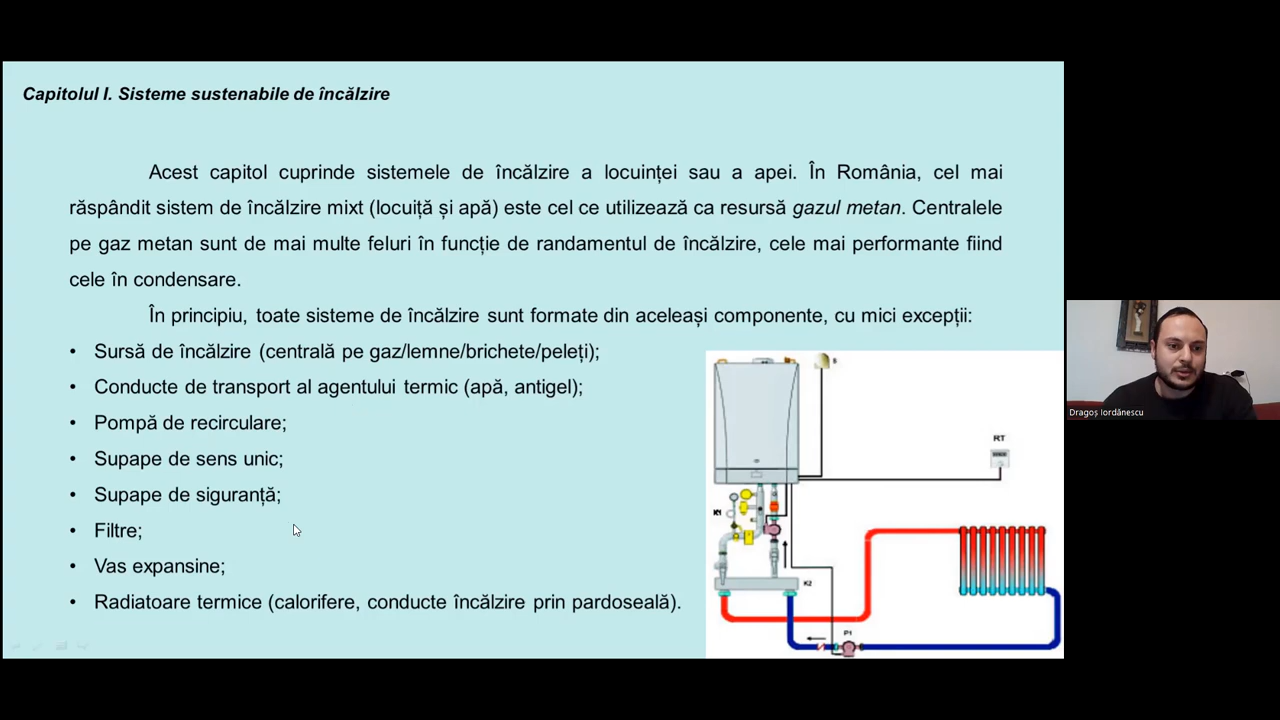 Capitolul I. Sisteme sustenabile de încălzire
Acest capitol cuprinde sistemele de încălzire a locuinței sau a apei. În România, cel mai
răspândit sistem de încălzire mixt (locuiță și apă) este cel ce utilizează ca resursă gazul metan. Centralele
pe gaz metan sunt de mai multe feluri în funcție de randamentul de încălzire, cele mai performante fiind
cele în condensare.
În principiu, toate sisteme de încălzire sunt formate din aceleași componente, cu mici excepții:
• Sursă de încălzire (centrală pe gaz/lemne/brichete/peleți);
• Conducte de transport al agentului termic (apă, antigel);
• Pompă de recirculare;
• Supape de sens unic;
• Supape de siguranță;
• Filtre;
• Vas expansine;
• Radiatoare termice (calorifere, conducte încălzire prin pardoseală).
S
RT
K2
P1
Dragoș Iordănescu